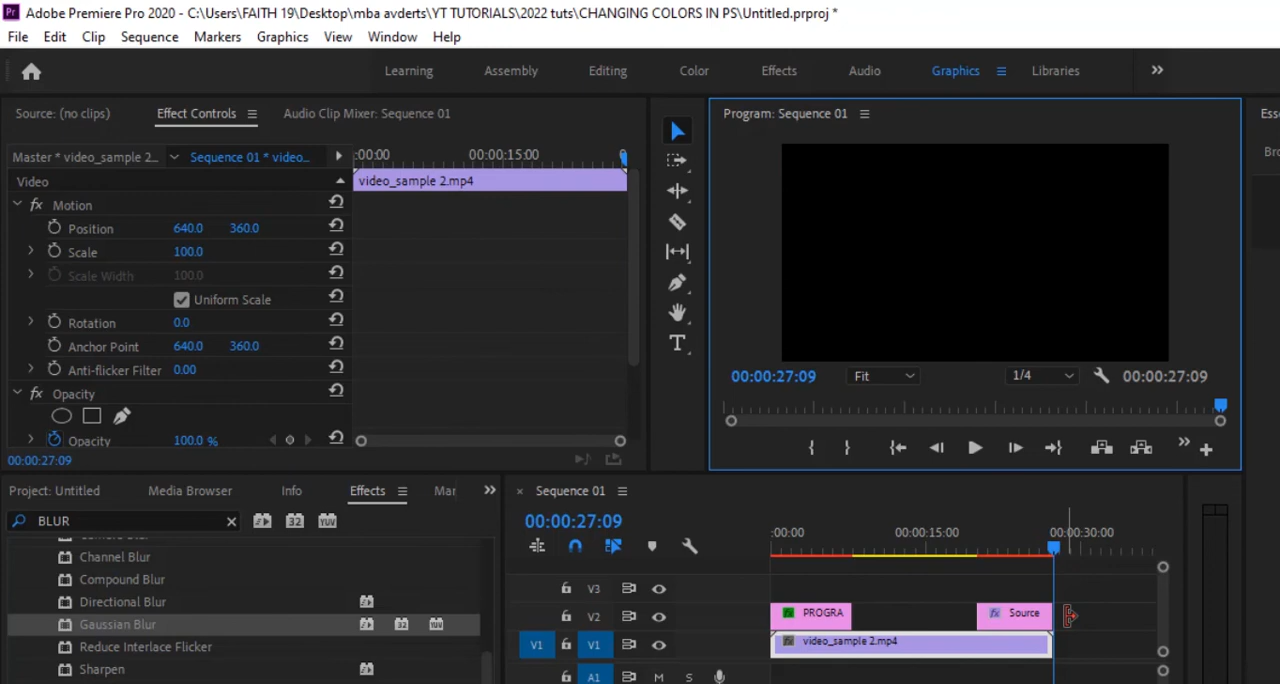 Adobe Premiere Pro 2020 - C:\Users\FAITH 19\Desktop\mba avderts\YT TUTORIALS\2022 tuts\CHANGING COLORS IN PS\Untitled.prproj *
File Edit Clip Sequence Markers Graphics View Window Help
Learning Assembly Editing Color Effects Audio Graphics Libraries
Source: (no clips) Effect Controls Audio Clip Mixer: Sequence 01
Master * video_sample 2... Sequence 01 * video...
:00:00 00:00:15:00 0
Video
video_sample 2.mp4
fx Motion
Position 640.0 360.0
Scale 100.0
Scale Width 100.0
Uniform Scale
Rotation 0.0
Anchor Point 640.0 360.0
Anti-flicker Filter 0.00
fx Opacity
Opacity 100.0 %
00:00:27:09
Program: Sequence 01
00:00:27:09 Fit 1/4 00:00:27:09
Ess
Bro
Project: Untitled Media Browser Info Effects Mar
BLUR
32 YUV
Channel Blur
Compound Blur
Directional Blur
Gaussian Blur
Reduce Interlace Flicker
Sharpen
Sequence 01
00:00:27:09
:00:00 00:00:15:00 00:00:30:00
V3
V2 PROGRA Source
V1 V1 video_sample 2.mp4
A1 M S